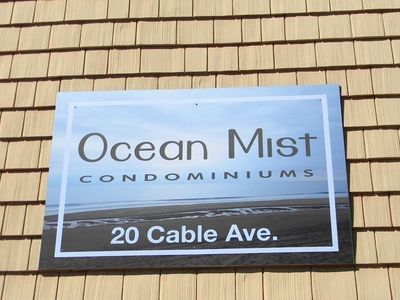 Ocean Mist
CONDOMINIUMS
20 Cable Ave.